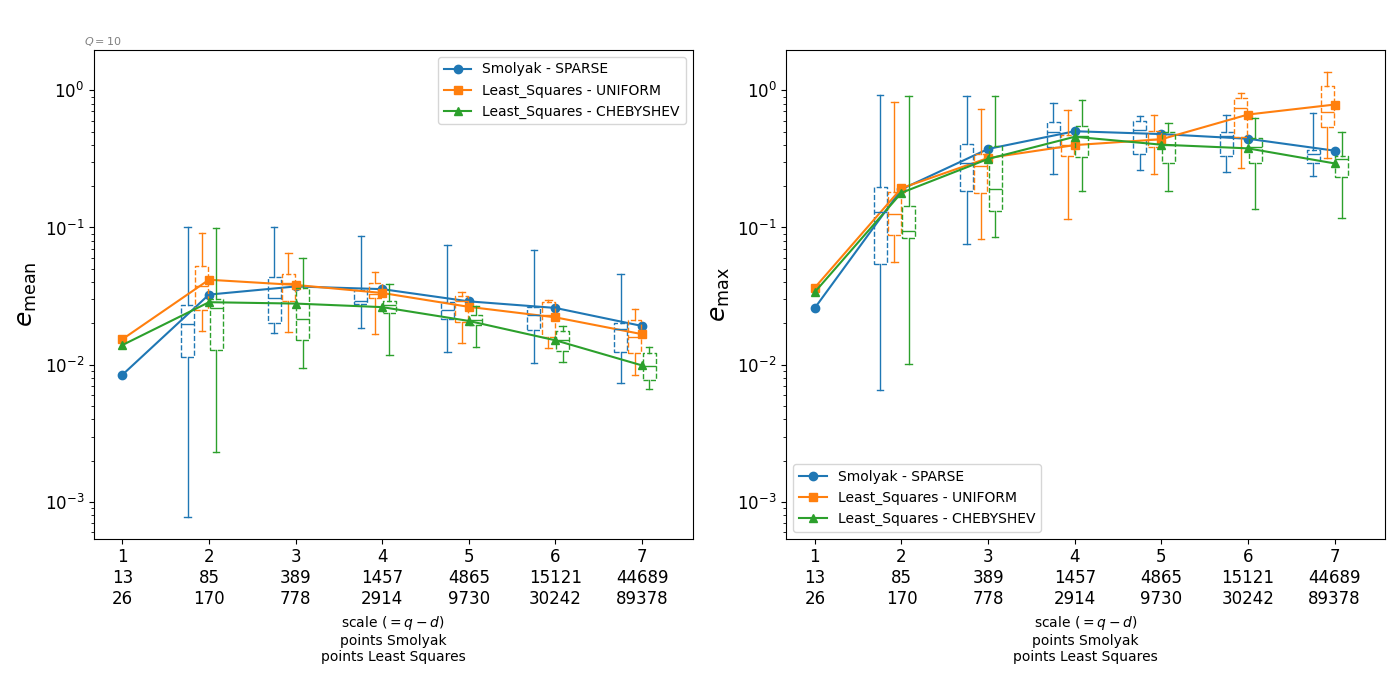 Q = 10
Smolyak - SPARSE
Least_Squares - UNIFORM
Least_Squares - CHEBYSHEV
e_mean
10^0
10^-1
10^-2
10^-3
1 2 3 4 5 6 7
13 85 389 1457 4865 15121 44689
26 170 778 2914 9730 30242 89378
scale (= q − d)
points Smolyak
points Least Squares
e_max
10^0
10^-1
10^-2
10^-3
Smolyak - SPARSE
Least_Squares - UNIFORM
Least_Squares - CHEBYSHEV
1 2 3 4 5 6 7
13 85 389 1457 4865 15121 44689
26 170 778 2914 9730 30242 89378
scale (= q − d)
points Smolyak
points Least Squares